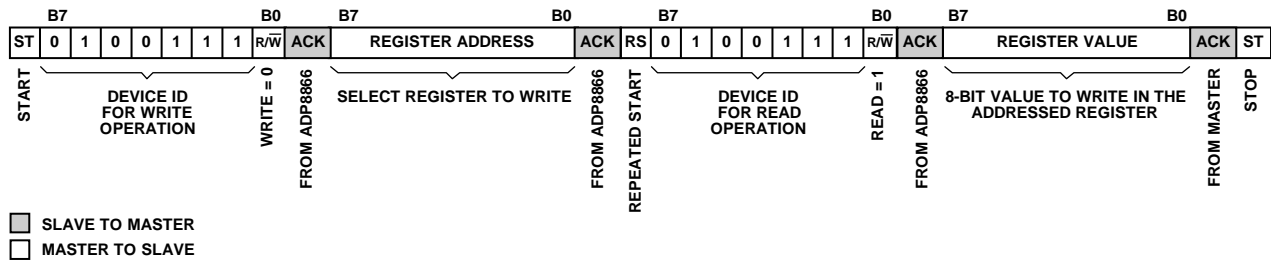 B7 B0 B7 B0 B7 B0 B7 B0
ST 0 1 0 0 1 1 1 R/W̅ ACK REGISTER ADDRESS ACK RS 0 1 0 0 1 1 1 R/W̅ ACK REGISTER VALUE ACK ST
START
DEVICE ID
FOR WRITE
OPERATION
WRITE = 0
FROM ADP8866
SELECT REGISTER TO WRITE
FROM ADP8866
REPEATED START
DEVICE ID
FOR READ
OPERATION
READ = 1
FROM ADP8866
8-BIT VALUE TO WRITE IN THE
ADDRESSED REGISTER
FROM MASTER
STOP
SLAVE TO MASTER
MASTER TO SLAVE